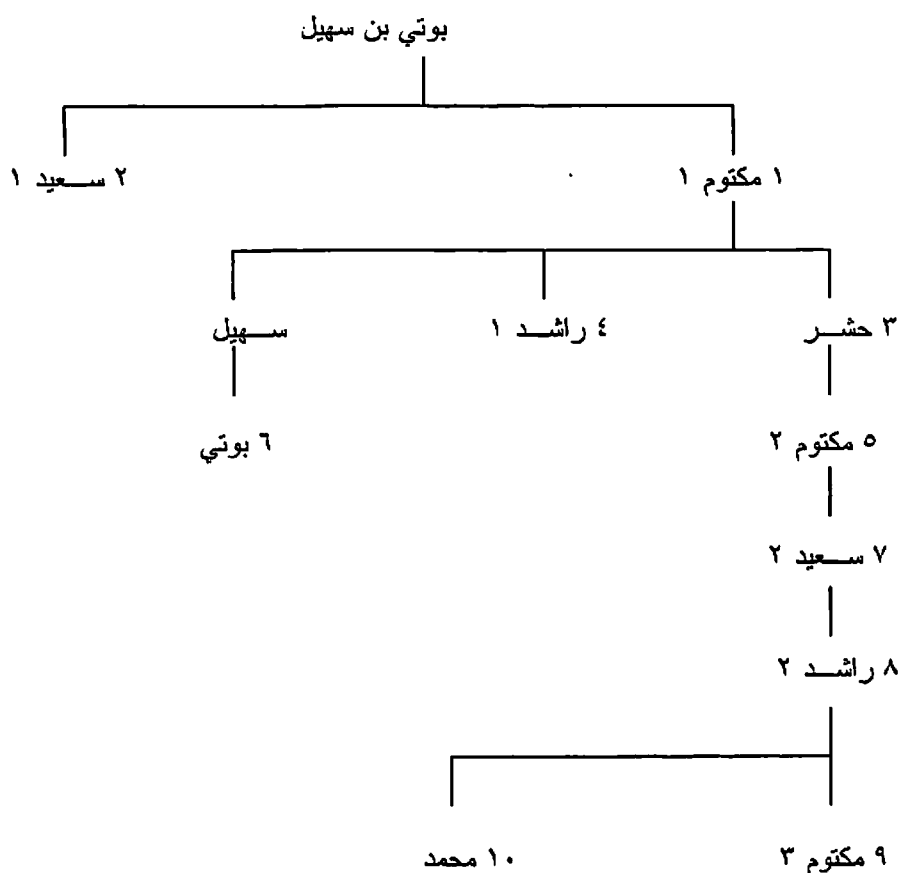 بوتي بن سهيل
١ مكتوم ١
٢ سعيد ١
٣ حشر
٤ راشد ١
سهيل
٥ مكتوم ٢
٦ بوتي
٧ سعيد ٢
٨ راشد ٢
٩ مكتوم ٣
١٠ محمد